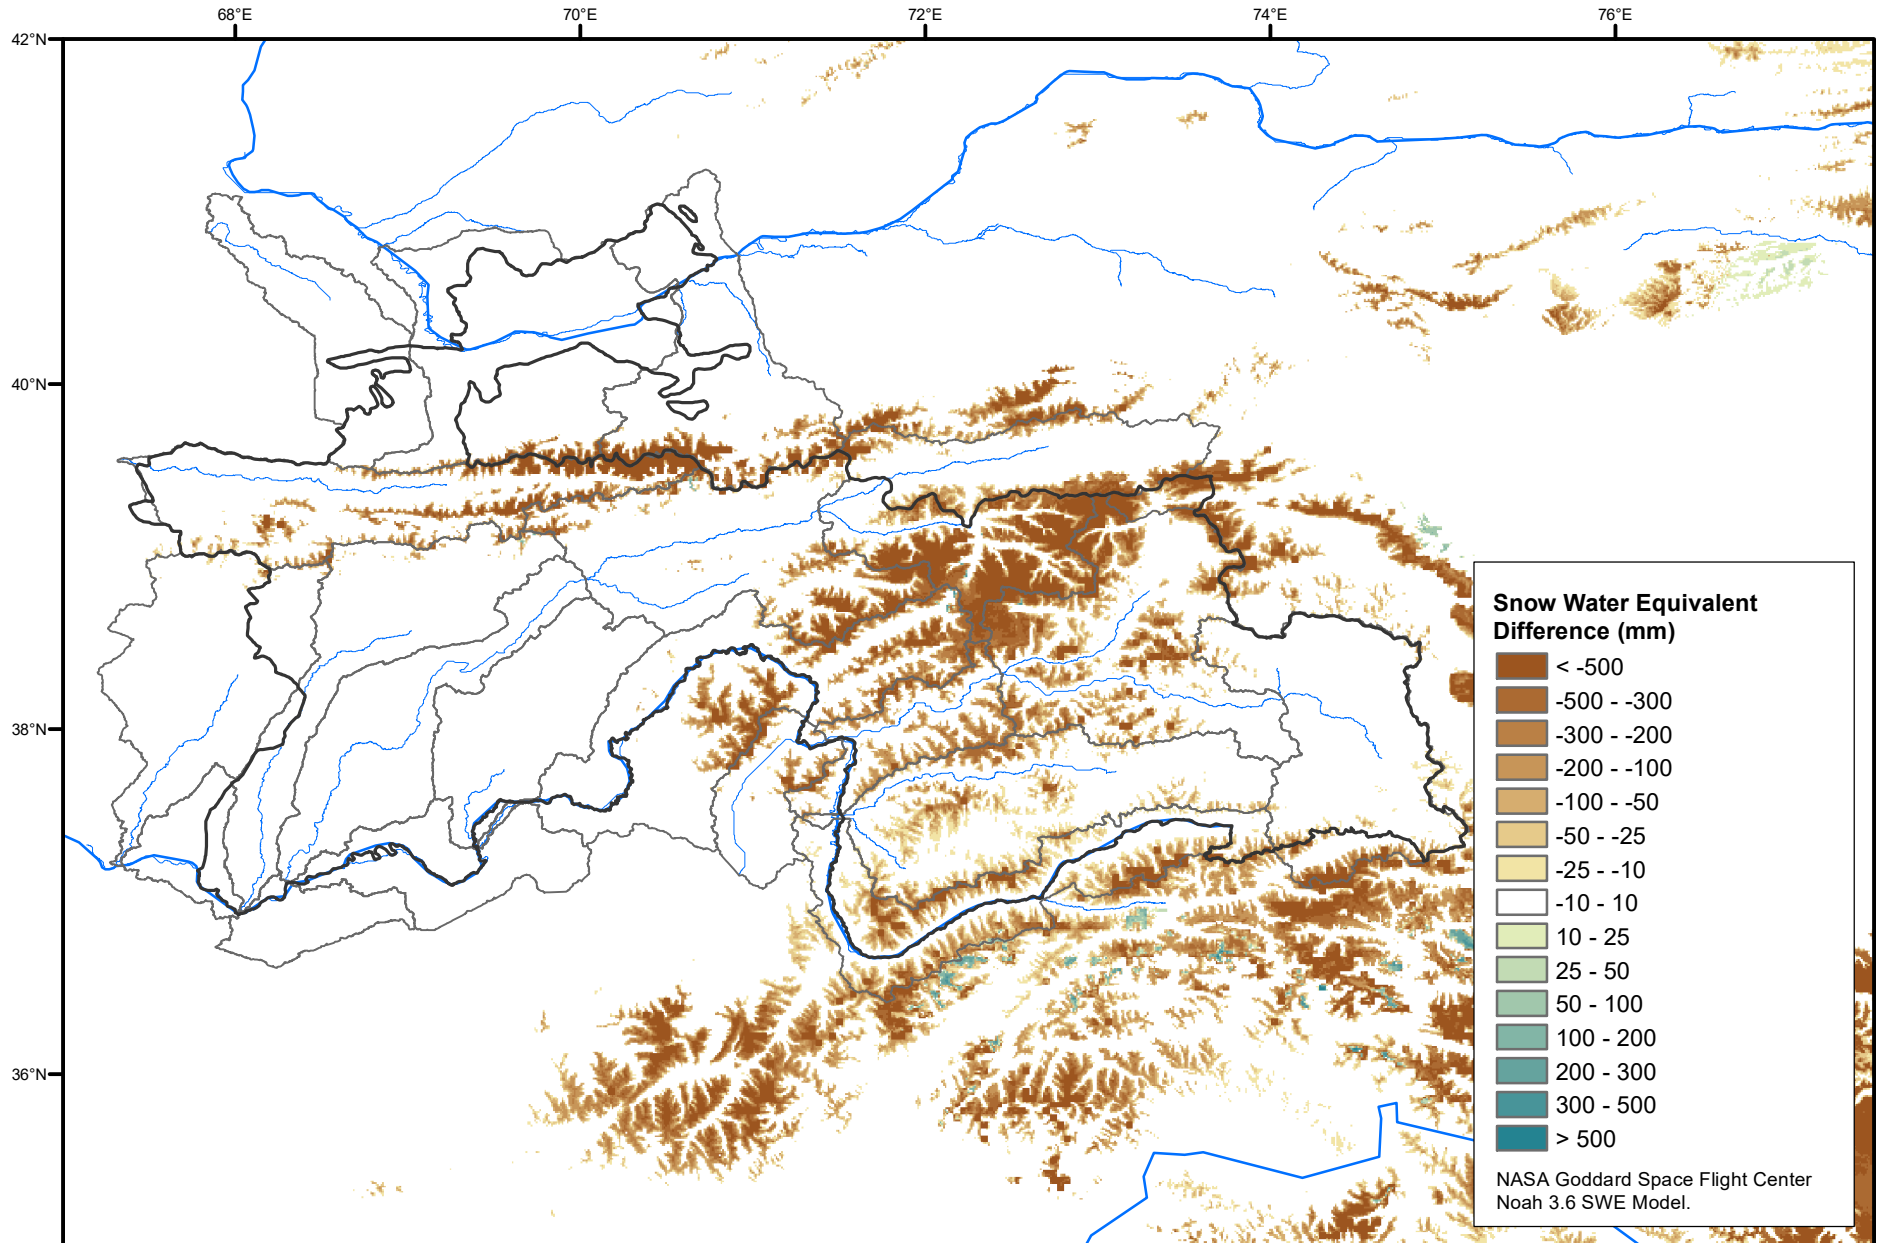 68°E 70°E 72°E 74°E 76°E
42°N
40°N
38°N
36°N
Snow Water Equivalent
Difference (mm)
< -500
-500 - -300
-300 - -200
-200 - -100
-100 - -50
-50 - -25
-25 - -10
-10 - 10
10 - 25
25 - 50
50 - 100
100 - 200
200 - 300
300 - 500
> 500
NASA Goddard Space Flight Center
Noah 3.6 SWE Model.